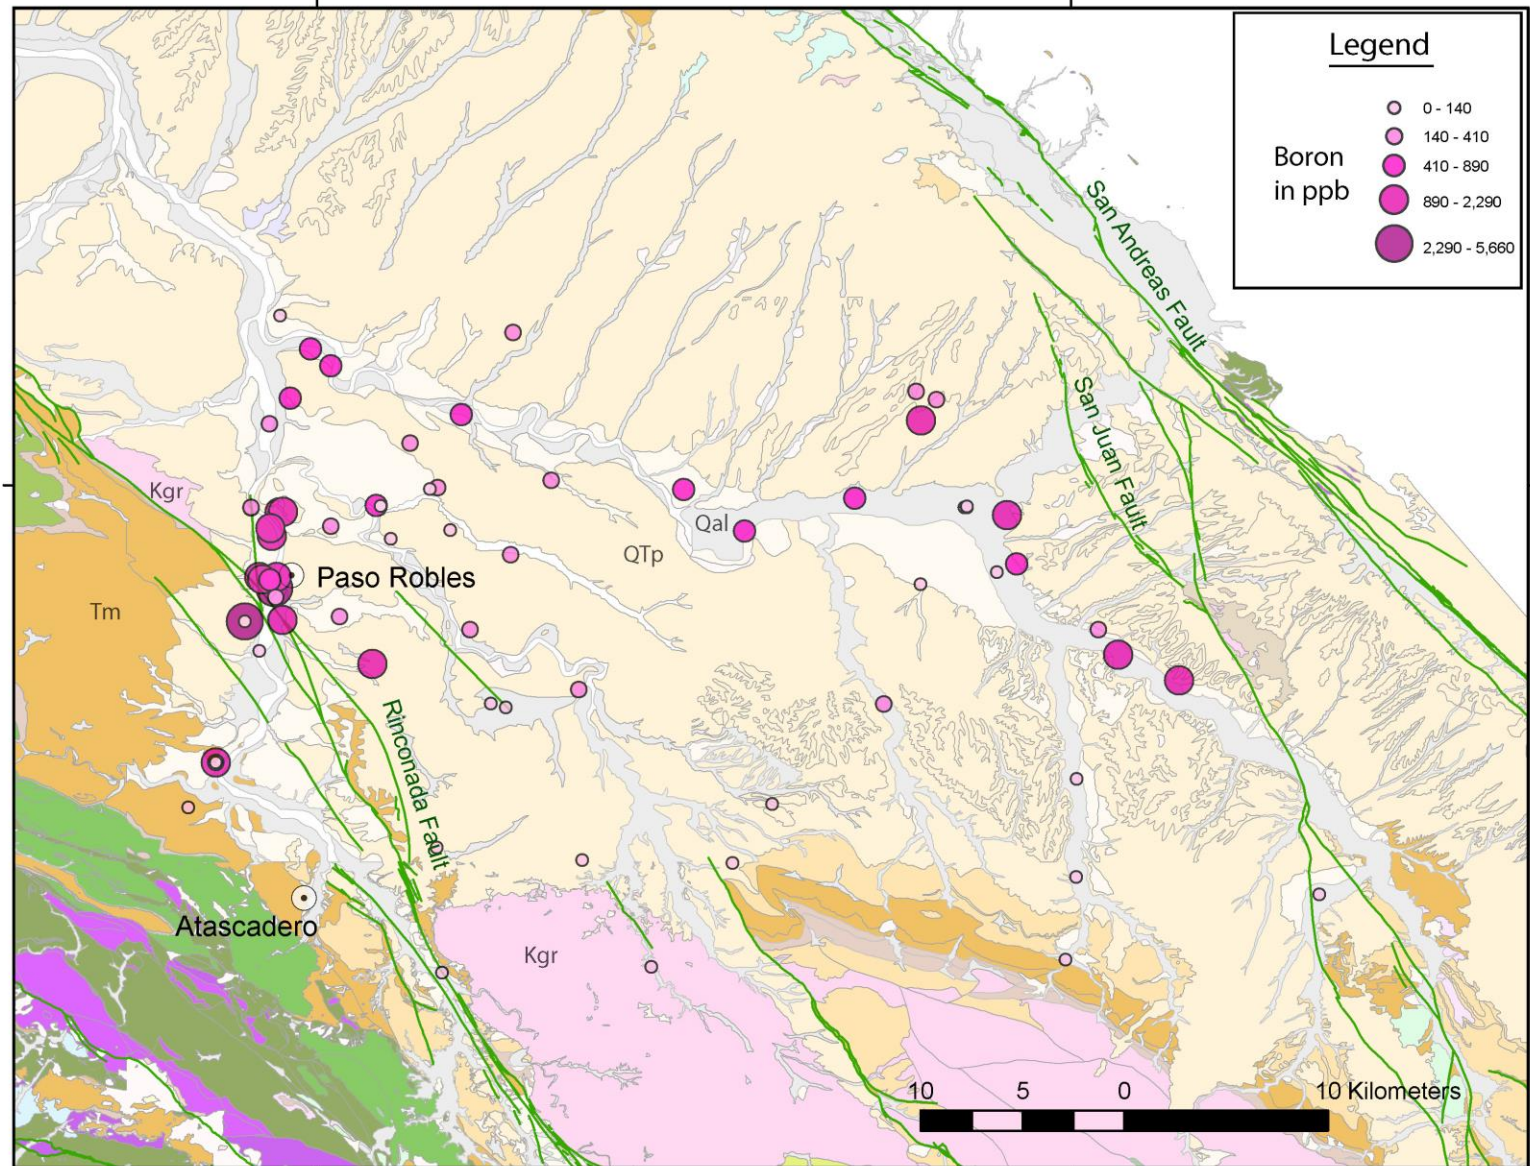 Legend
Boron
in ppb
0 - 140
140 - 410
410 - 890
890 - 2,290
2,290 - 5,660
San Andreas Fault
San Juan Fault
Kgr
Qal
QTp
Paso Robles
Tm
Rinconada Fault
Atascadero
Kgr
10 5 0 10 Kilometers